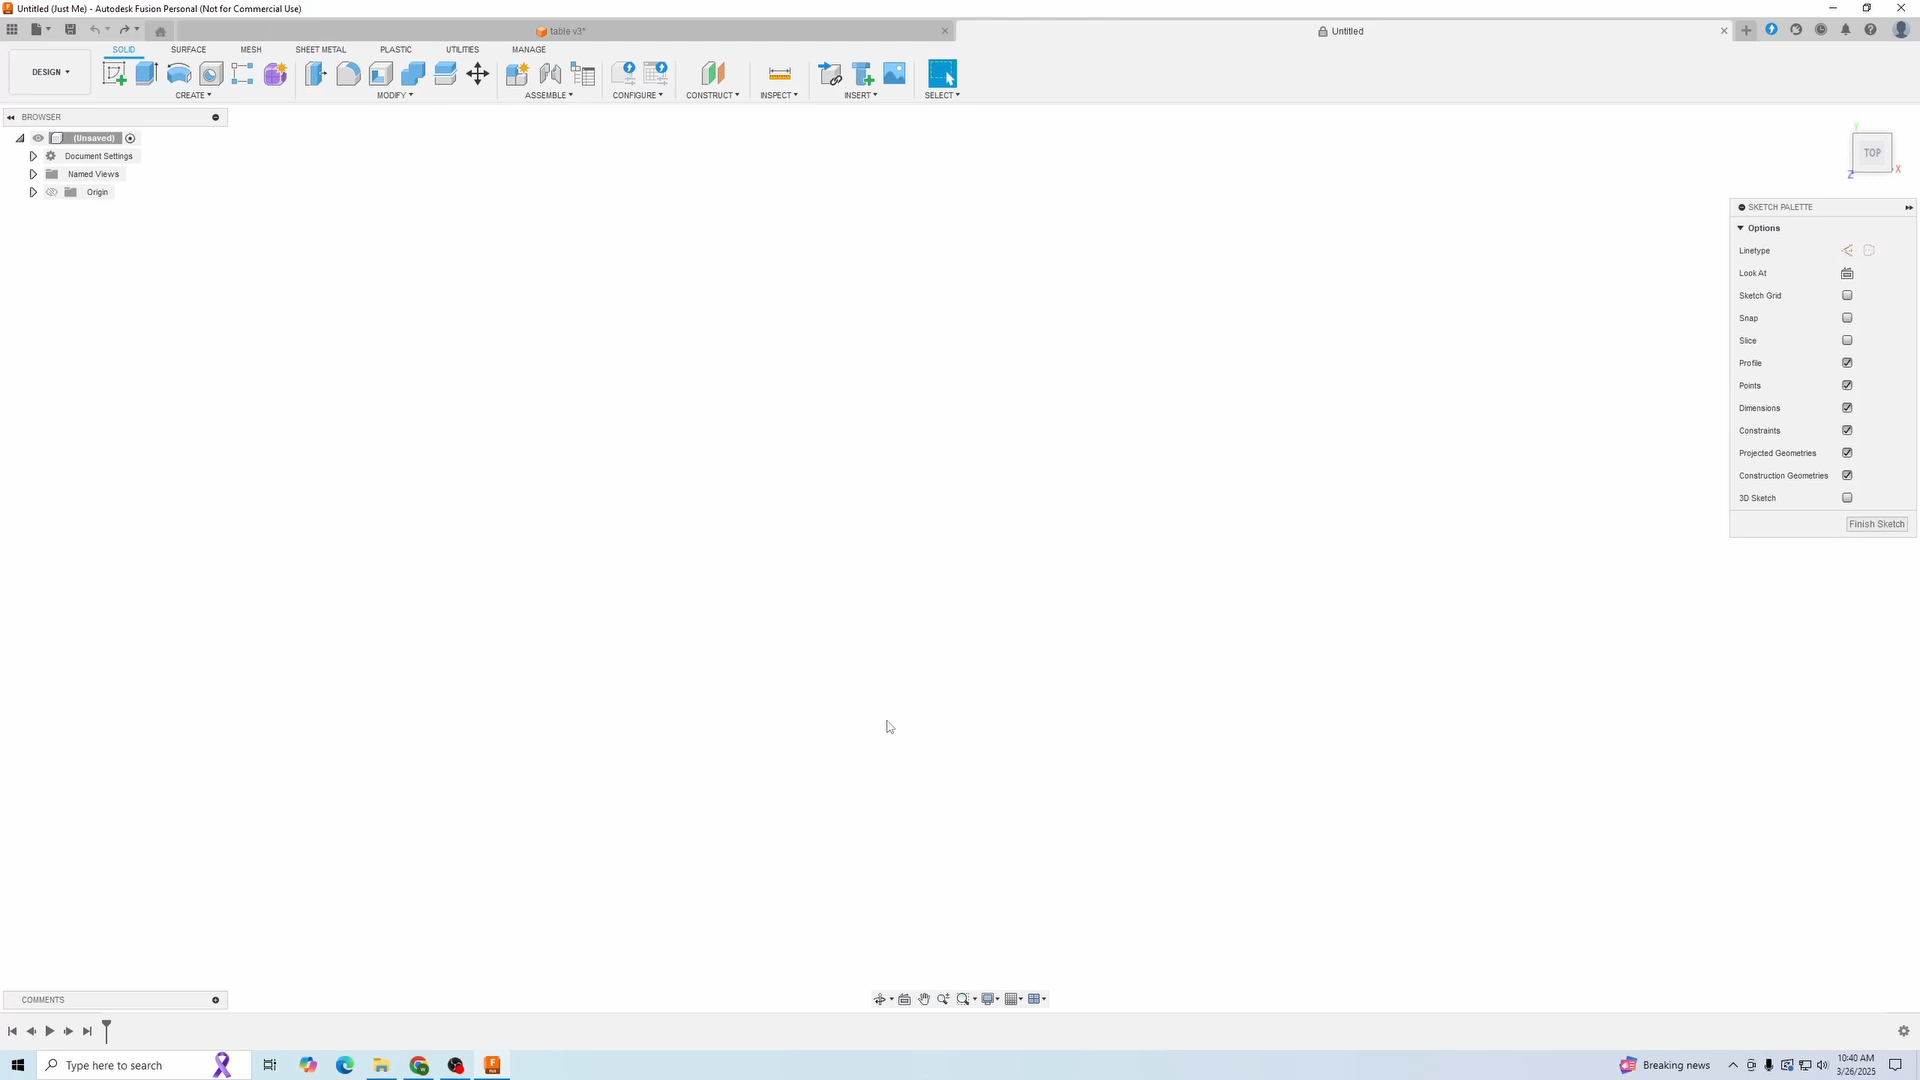 Untitled (Just Me) - Autodesk Fusion Personal (Not for Commercial Use)
table v3*
Untitled
DESIGN
SOLID
SURFACE
MESH
SHEET METAL
PLASTIC
UTILITIES
MANAGE
CREATE
MODIFY
ASSEMBLE
CONFIGURE
CONSTRUCT
INSPECT
INSERT
SELECT
BROWSER
(Unsaved)
Document Settings
Named Views
Origin
Y
TOP
Z
X
SKETCH PALETTE
Options
Linetype
Look At
Sketch Grid
Snap
Slice
Profile
Points
Dimensions
Constraints
Projected Geometries
Construction Geometries
3D Sketch
Finish Sketch
COMMENTS
Type here to search
Breaking news
10:40 AM
3/26/2025